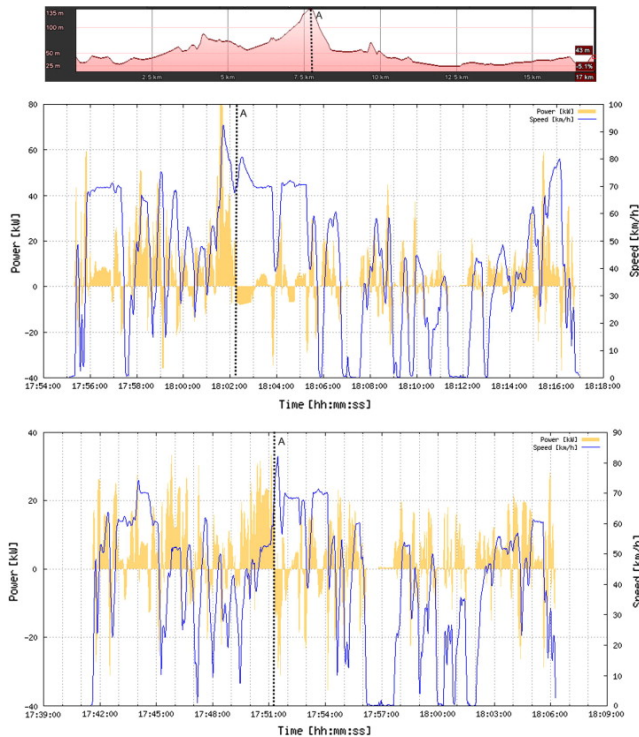 135 m
100 m
50 m
25 m
A
43 m
-5.1%
2.5 km
5 km
7.5 km
10 km
12.5 km
15 km
17 km
80
60
40
20
0
-20
-40
Power [kW]
A
Power [kW]
Speed [km/h]
100
90
80
70
60
50
40
30
20
10
0
Speed [km/h]
17:54:00
17:56:00
17:58:00
18:00:00
18:02:00
18:04:00
18:06:00
18:08:00
18:10:00
18:12:00
18:14:00
18:16:00
18:18:00
Time [hh:mm:ss]
40
20
0
-20
-40
Power [kW]
A
Power [kW]
Speed [km/h]
90
80
70
60
50
40
30
20
10
0
Speed [km/h]
17:39:00
17:42:00
17:45:00
17:48:00
17:51:00
17:54:00
17:57:00
18:00:00
18:03:00
18:06:00
18:09:00
Time [hh:mm:ss]